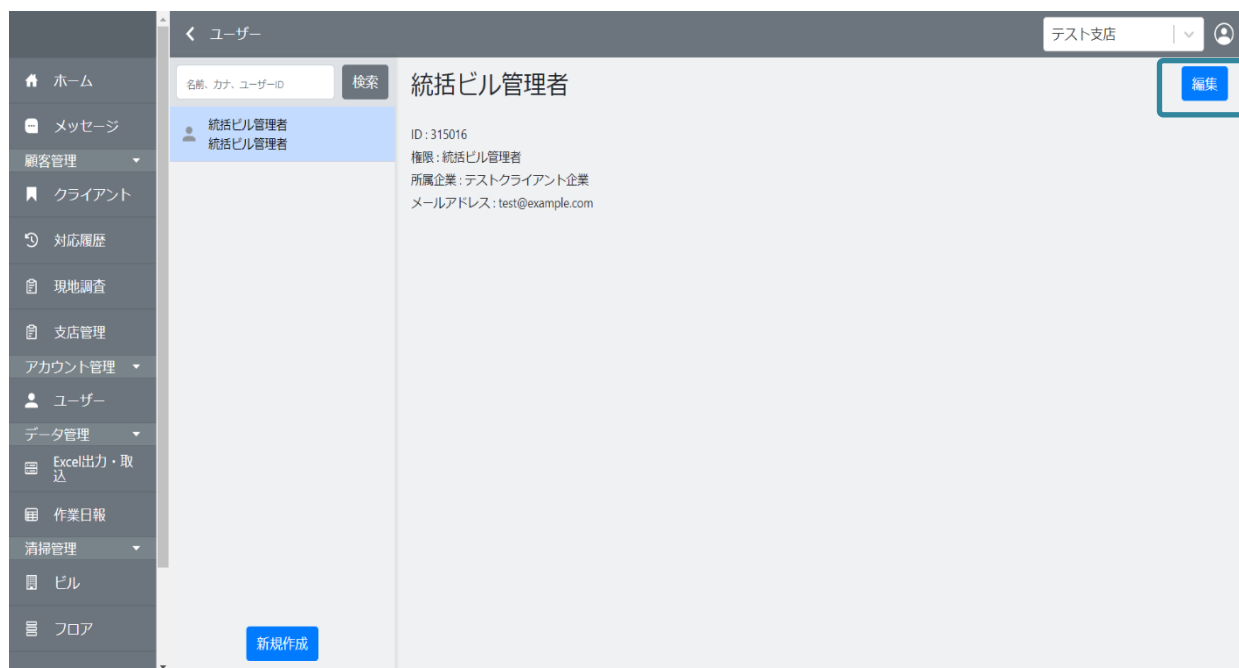 ユーザー
テスト支店
ホーム
メッセージ
顧客管理
クライアント
対応履歴
現地調査
支店管理
アカウント管理
ユーザー
データ管理
Excel出力・取
込
作業日報
清掃管理
ビル
フロア
名前、カナ、ユーザーID
検索
統括ビル管理者
統括ビル管理者
新規作成
統括ビル管理者
編集
ID : 315016
権限 : 統括ビル管理者
所属企業 : テストクライアント企業
メールアドレス : test@example.com